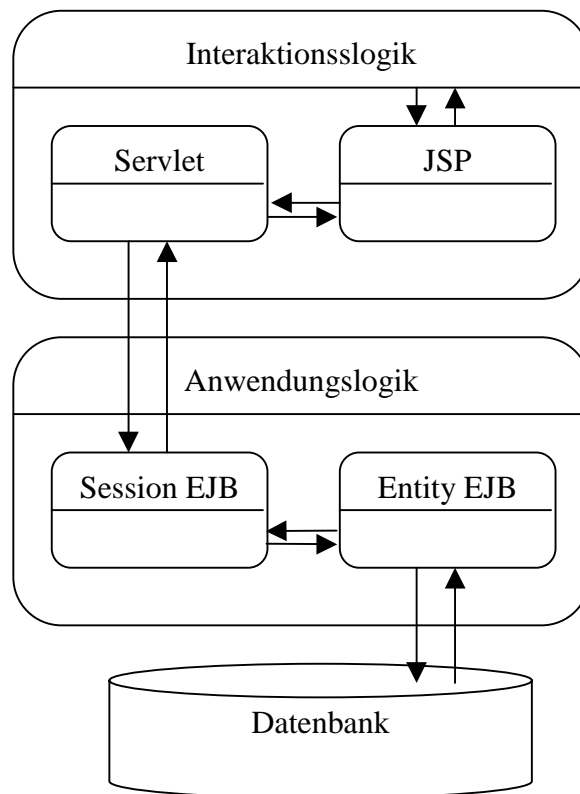 Interaktionsslogik
Servlet
JSP
Anwendungslogik
Session EJB
Entity EJB
Datenbank